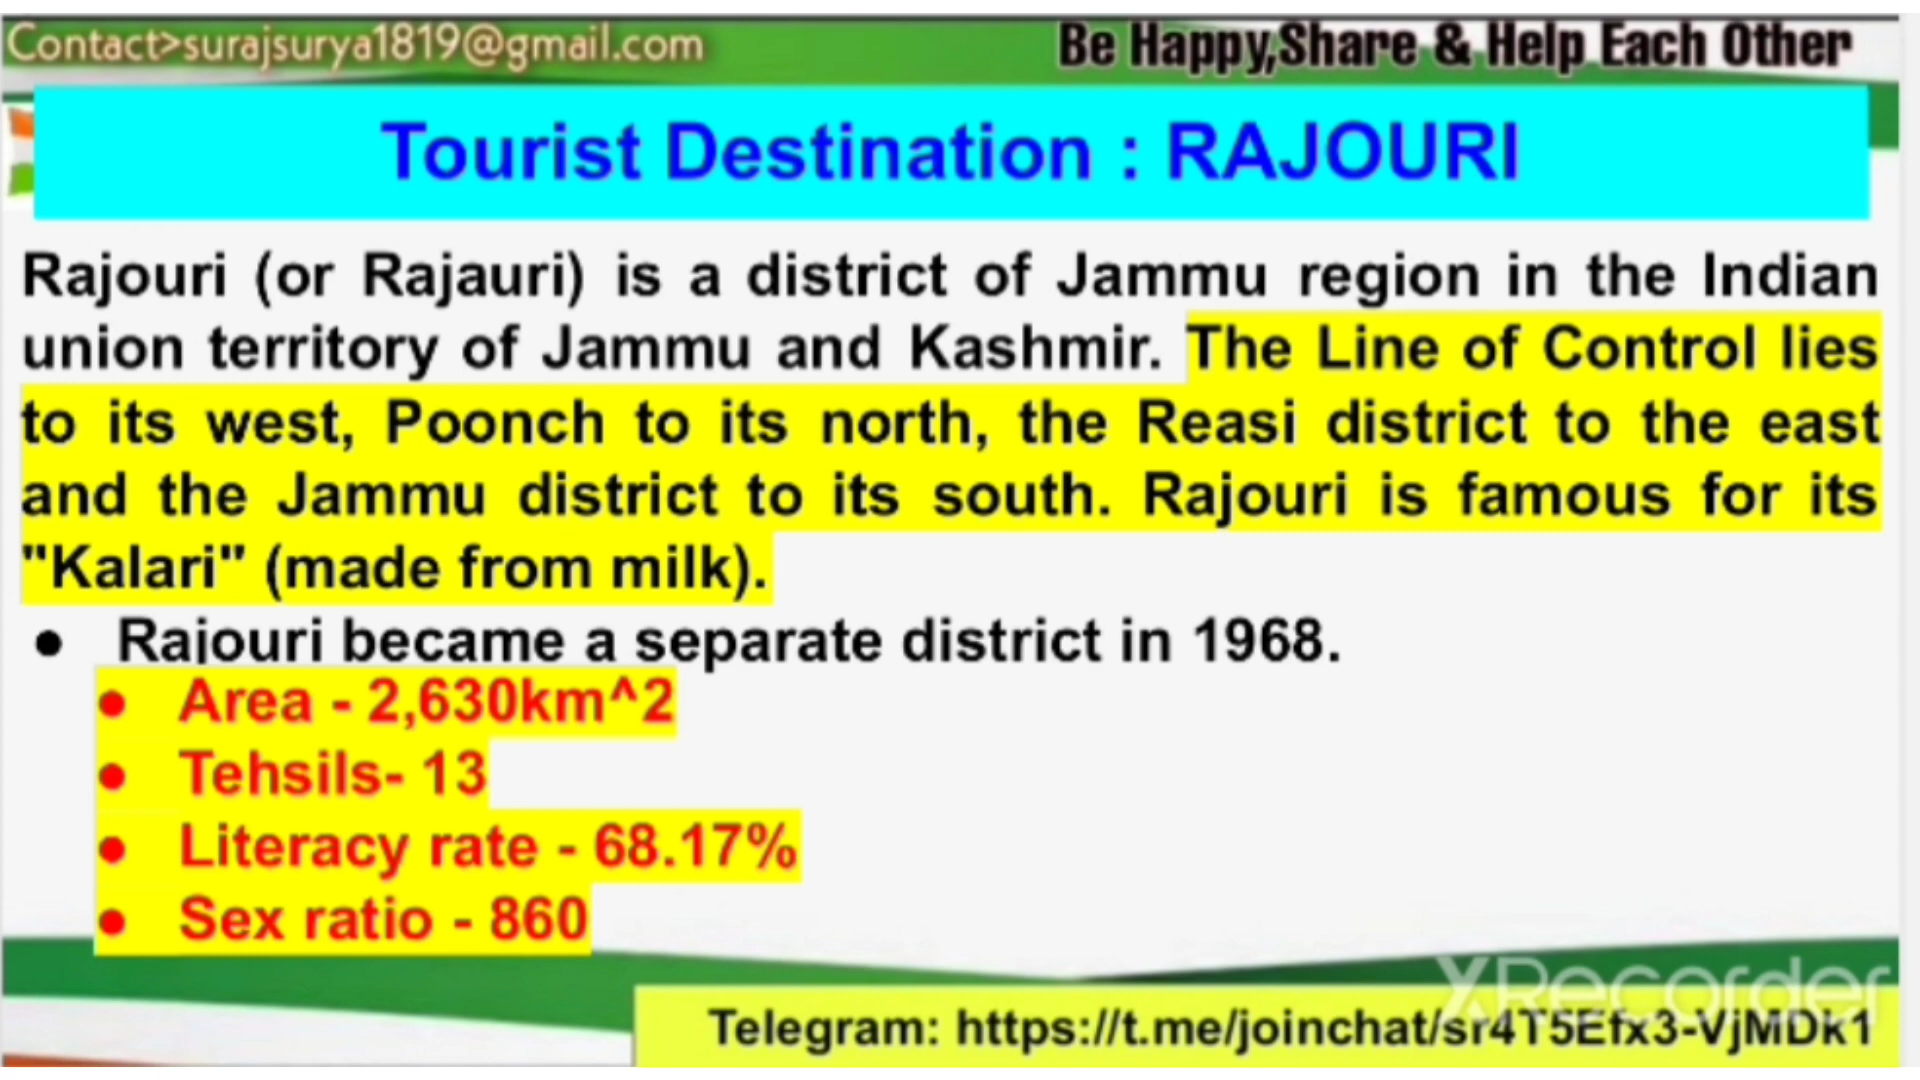 Contact>surajsurya1819@gmail.com
Be Happy,Share & Help Each Other
Tourist Destination : RAJOURI
Rajouri (or Rajauri) is a district of Jammu region in the Indian
union territory of Jammu and Kashmir. The Line of Control lies
to its west, Poonch to its north, the Reasi district to the east
and the Jammu district to its south. Rajouri is famous for its
"Kalari" (made from milk).
● Rajouri became a separate district in 1968.
● Area - 2,630km^2
● Tehsils- 13
● Literacy rate - 68.17%
● Sex ratio - 860
XRecorder
Telegram: https://t.me/joinchat/sr4T5Efx3-VjMDk1